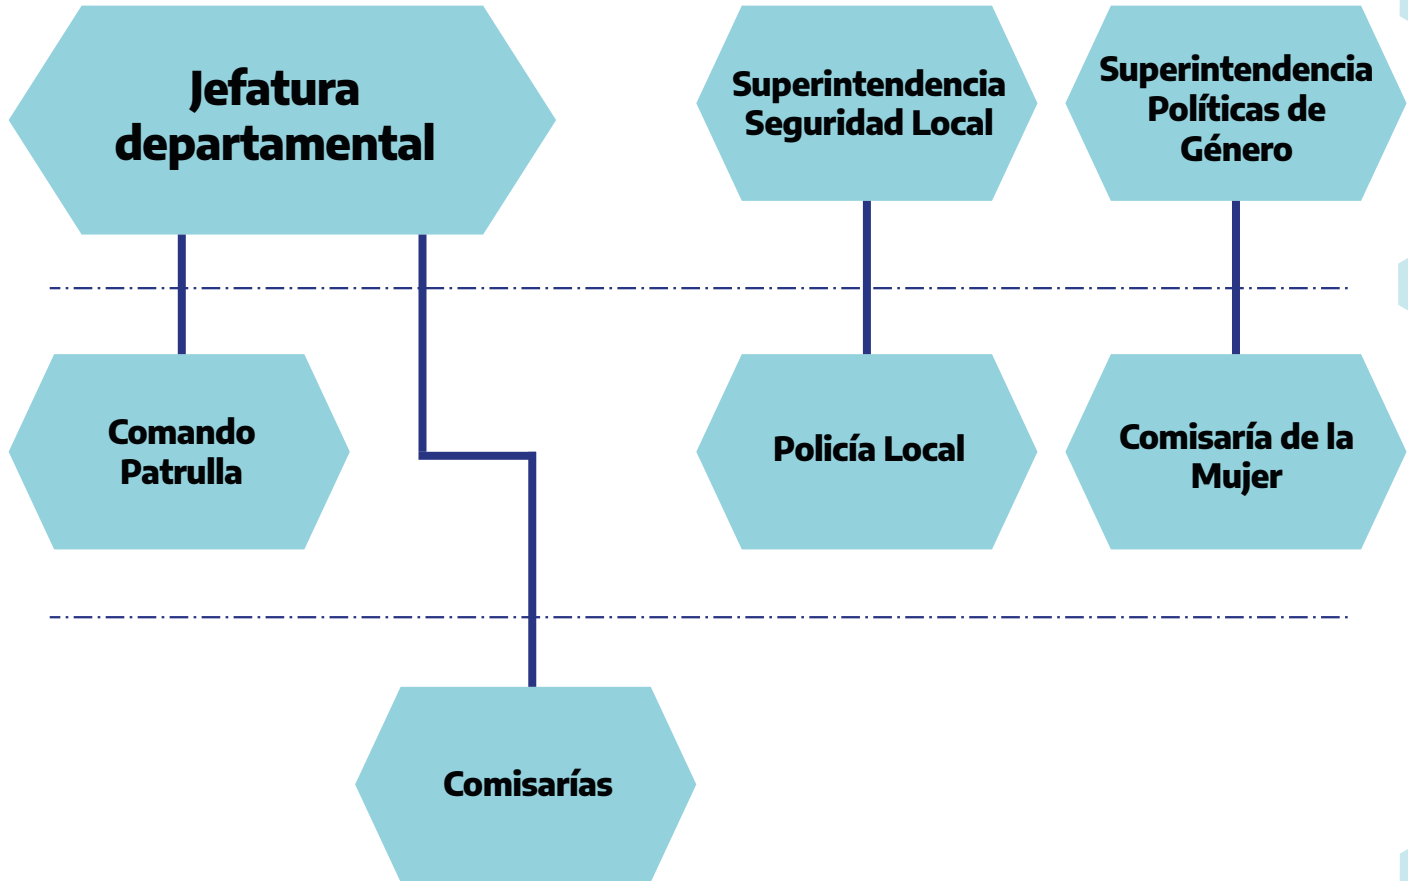 Jefatura
departamental
Superintendencia
Seguridad Local
Superintendencia
Políticas de
Género
Comando
Patrulla
Policía Local
Comisaría de la
Mujer
Comisarías